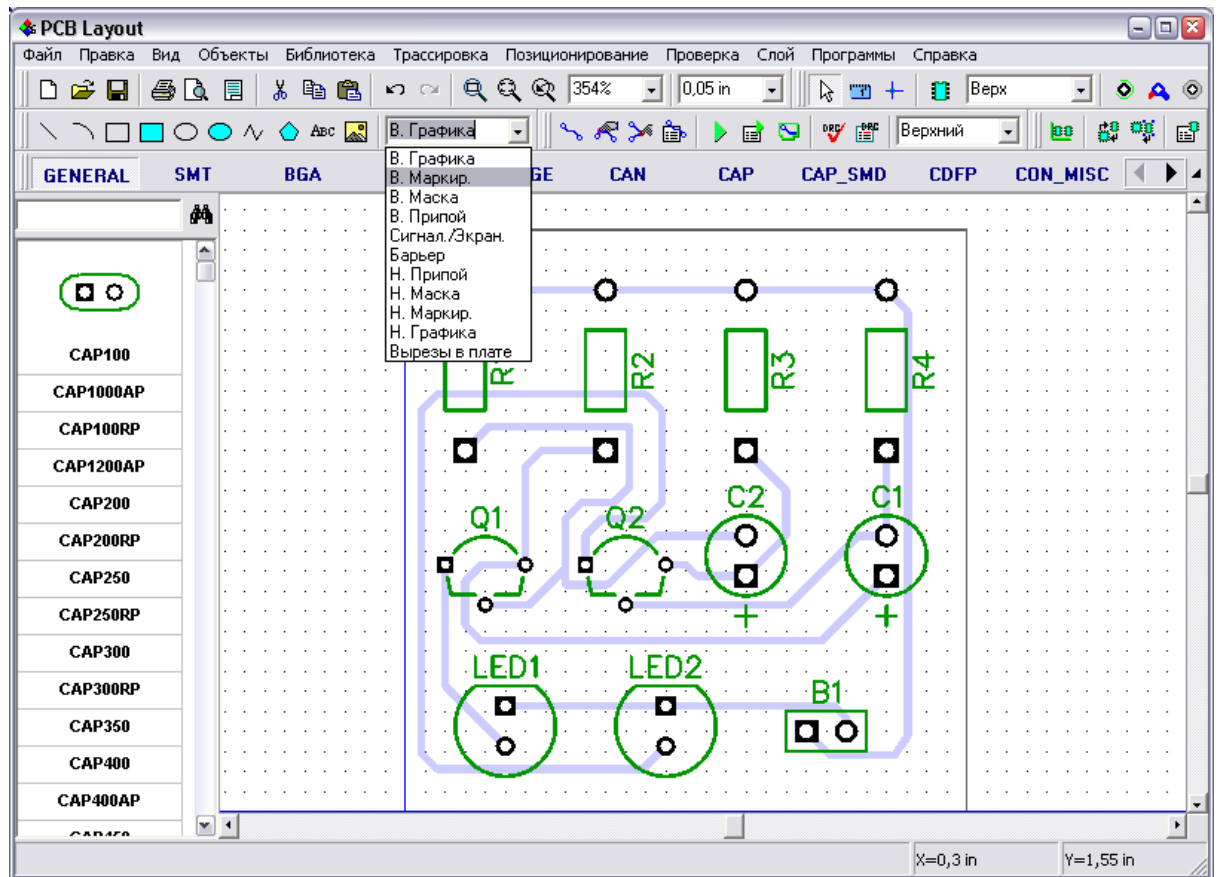 PCB Layout
Файл Правка Вид Объекты Библиотека Трассировка Позиционирование Проверка Слой Программы Справка
354% 0,05 in Верх
ABC В. Графика DRC DRC Верхний
GENERAL SMT BGA GE CAN CAP CAP_SMD CDFP CON_MISC
В. Графика
В. Маркир.
В. Маска
В. Припой
Сигнал./Экран.
Барьер
Н. Припой
Н. Маска
Н. Маркир.
Н. Графика
Вырезы в плате
CAP100
CAP1000AP
CAP100RP
CAP1200AP
CAP200
CAP200RP
CAP250
CAP250RP
CAP300
CAP300RP
CAP350
CAP400
CAP400AP
R2 R3 R4
C2 C1
Q1 Q2
+ +
LED1 LED2
B1
X=0,3 in Y=1,55 in